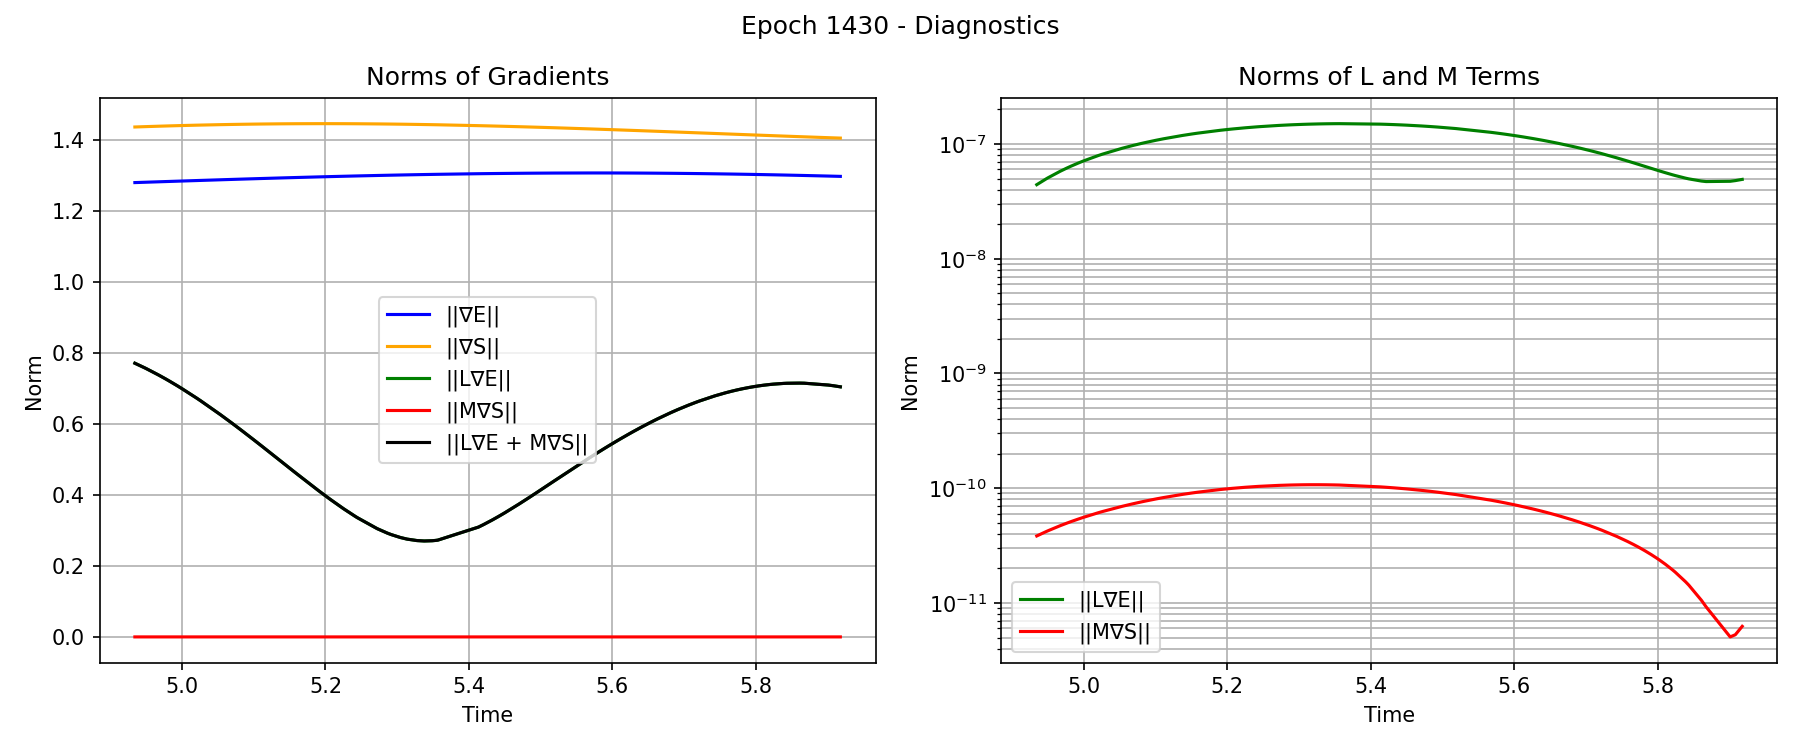 Epoch 1430 - Diagnostics
Norms of Gradients
Norm
1.4
1.2
1.0
0.8
0.6
0.4
0.2
0.0
||∇E||
||∇S||
||L∇E||
||M∇S||
||L∇E + M∇S||
5.0 5.2 5.4 5.6 5.8
Time
Norms of L and M Terms
Norm
10⁻⁷
10⁻⁸
10⁻⁹
10⁻¹⁰
10⁻¹¹
||L∇E||
||M∇S||
5.0 5.2 5.4 5.6 5.8
Time